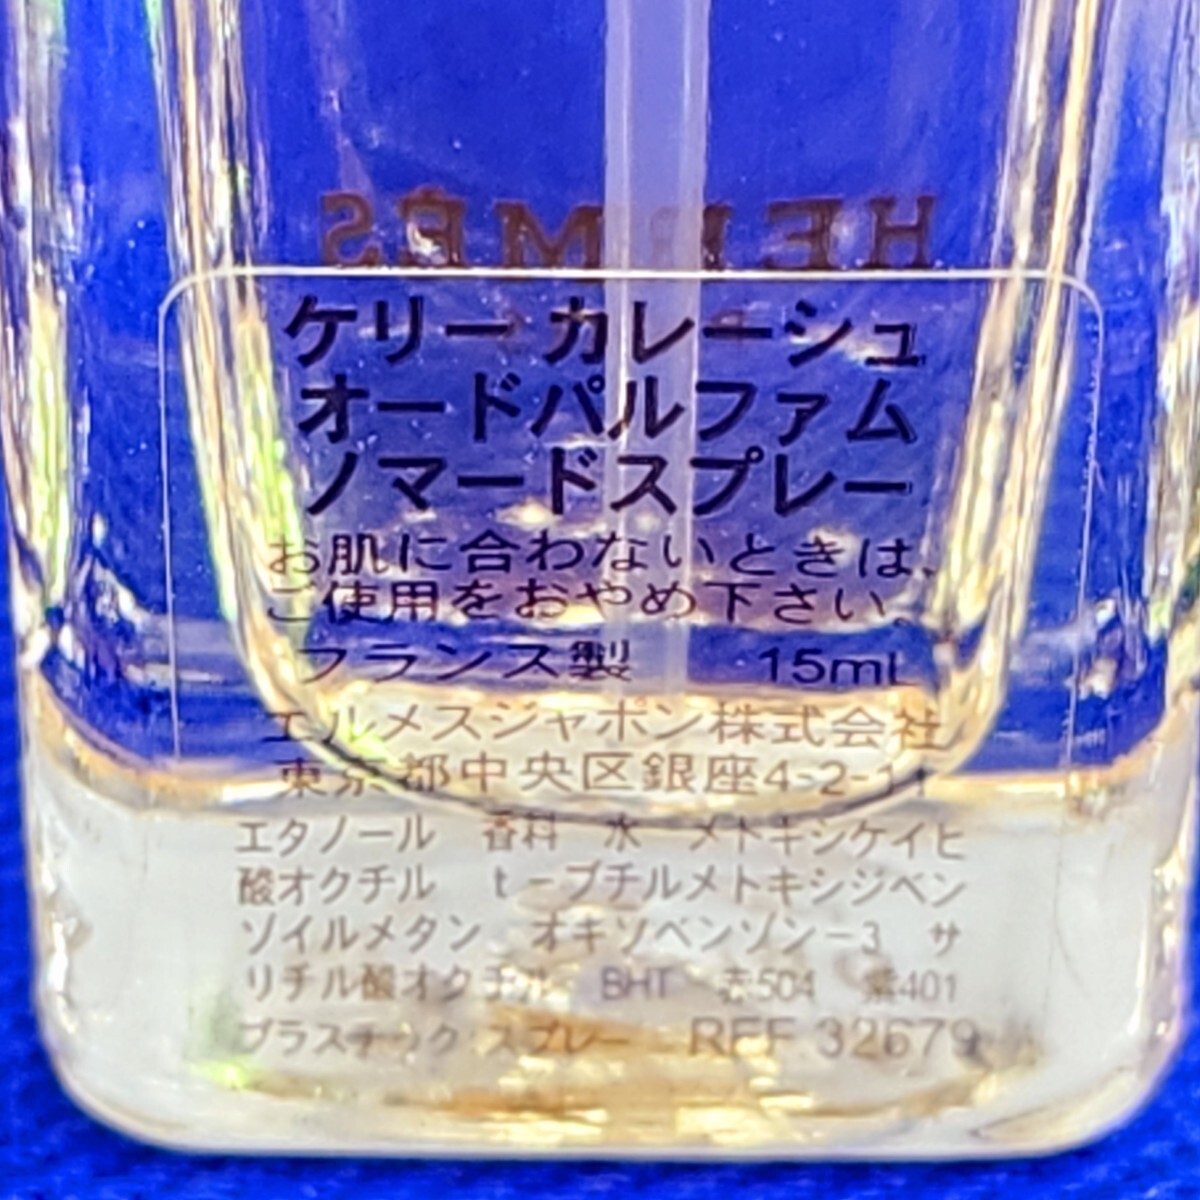 HERMÈS
ケリー カレーシュ
オードパルファム
ノマードスプレー
お肌に合わないときは、
ご使用をおやめ下さい。
フランス製 15mL
エルメスジャポン株式会社
東京都中央区銀座4-2-11
エタノール 香料 水 メトキシケイヒ
酸オクチル t－ブチルメトキシジベン
ゾイルメタン オキソベンゾン－3 サ
リチル酸オクチル BHT 赤504 紫401
プラスチック スプレー REF. 32679